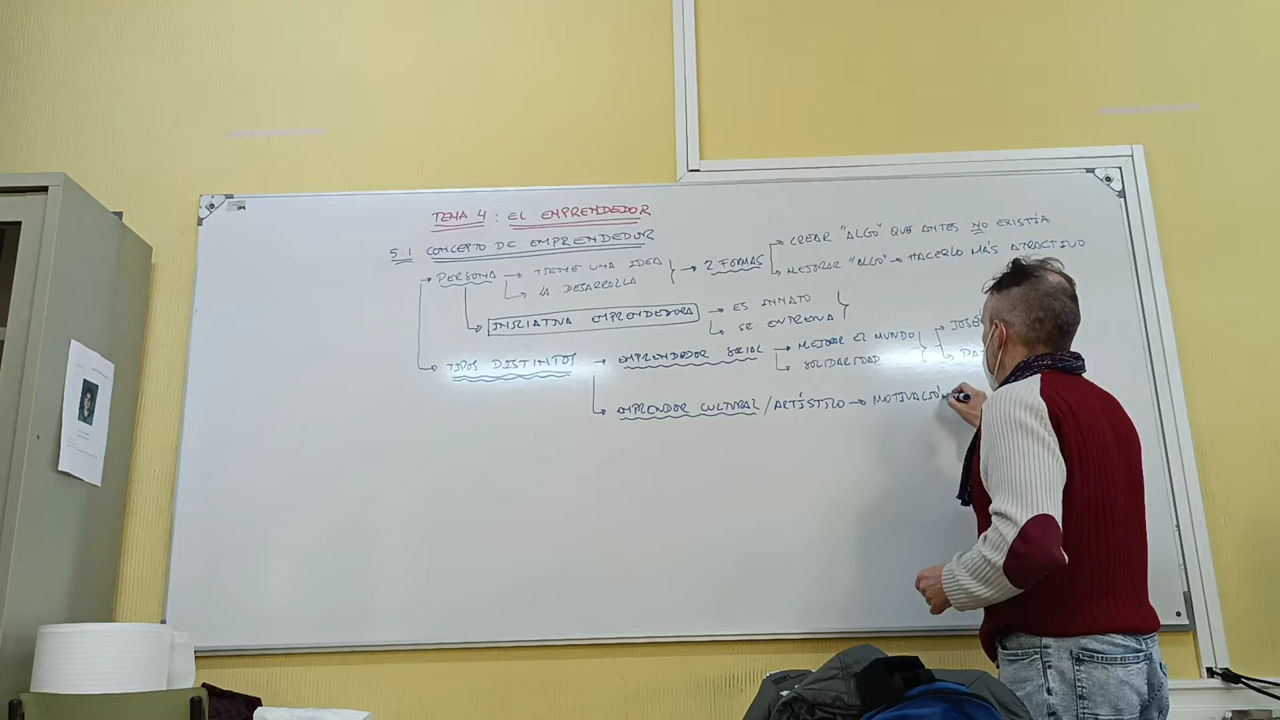 TEMA 4 : EL EMPRENDEDOR
5.1 CONCEPTO DE EMPRENDEDOR
PERSONA → TIENE UNA IDEA
LA DESARROLLA
→ 2 FORMAS
CREAR "ALGO" QUE ANTES NO EXISTÍA
MEJORAR "ALGO" → HACERLO MÁS ATRACTIVO
INICIATIVA EMPRENDEDORA → ES INNATO
SE ENTRENA
TIPOS DISTINTOS → EMPRENDEDOR SOCIAL → MEJORAR EL MUNDO
SOLIDARIDAD
JOSÉ
EMPRENDOR CULTURAL / ARTÍSTICO → MOTIVACIÓN